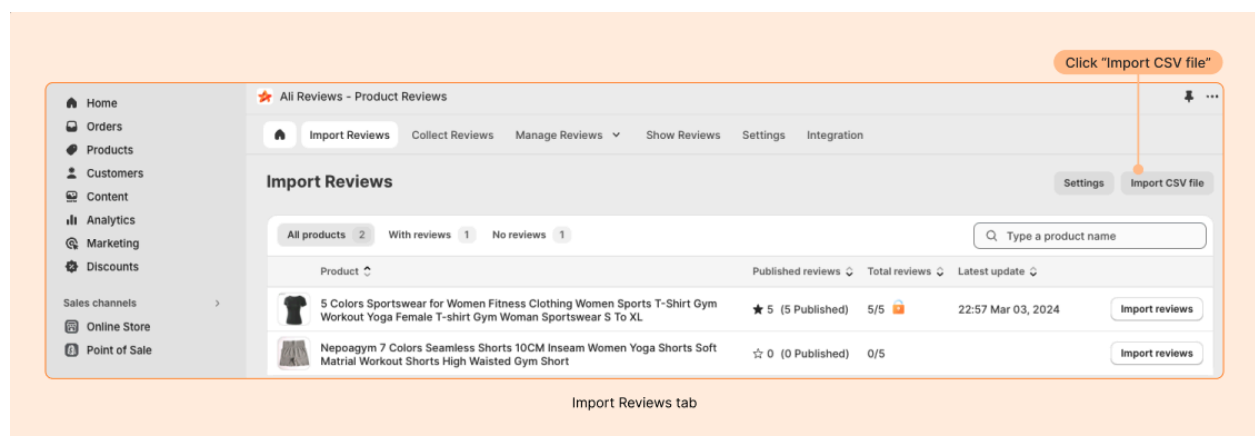 Click “Import CSV file”
Home
Orders
Products
Customers
Content
Analytics
Marketing
Discounts
Sales channels
Online Store
Point of Sale
Ali Reviews - Product Reviews
Import Reviews
Collect Reviews
Manage Reviews
Show Reviews
Settings
Integration
Import Reviews
Settings
Import CSV file
All products 2
With reviews 1
No reviews 1
Type a product name
Product
Published reviews
Total reviews
Latest update
5 Colors Sportswear for Women Fitness Clothing Women Sports T-Shirt Gym
Workout Yoga Female T-shirt Gym Woman Sportswear S To XL
★ 5 (5 Published)
5/5
22:57 Mar 03, 2024
Import reviews
Nepoagym 7 Colors Seamless Shorts 10CM Inseam Women Yoga Shorts Soft
Matrial Workout Shorts High Waisted Gym Short
☆ 0 (0 Published)
0/5
Import reviews
Import Reviews tab